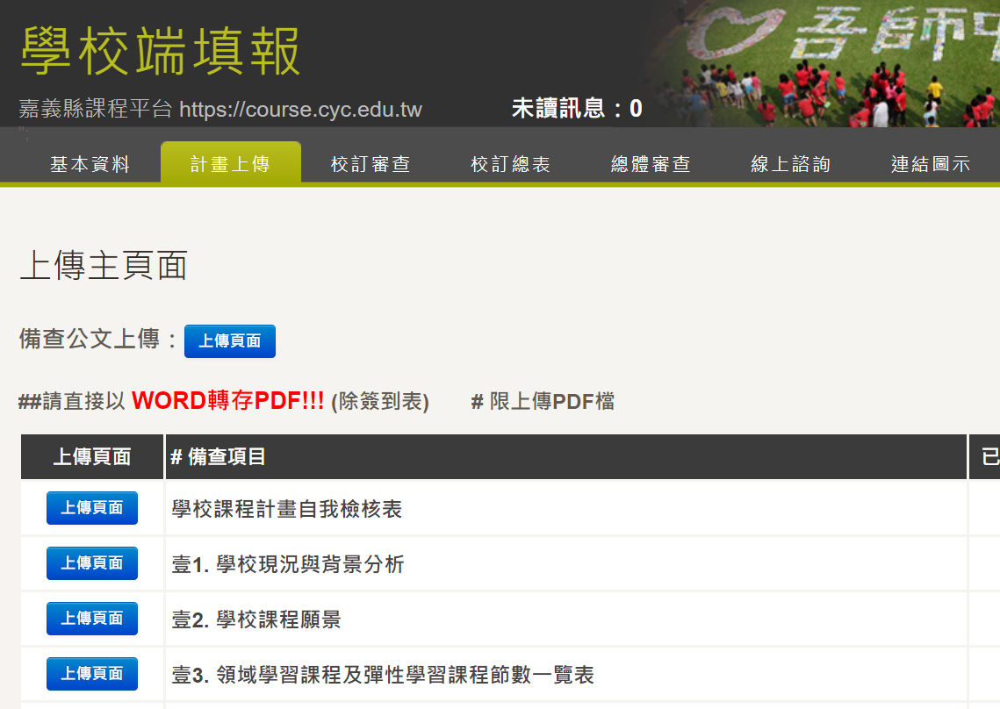 學校端填報
嘉義縣課程平台 https://course.cyc.edu.tw
未讀訊息：0
";
基本資料 計畫上傳 校訂審查 校訂總表 總體審查 線上諮詢 連結圖示
上傳主頁面
備查公文上傳： 上傳頁面
##請直接以 WORD轉存PDF!!! (除簽到表) # 限上傳PDF檔
上傳頁面 # 備查項目 已
上傳頁面 學校課程計畫自我檢核表
上傳頁面 壹1. 學校現況與背景分析
上傳頁面 壹2. 學校課程願景
上傳頁面 壹3. 領域學習課程及彈性學習課程節數一覽表